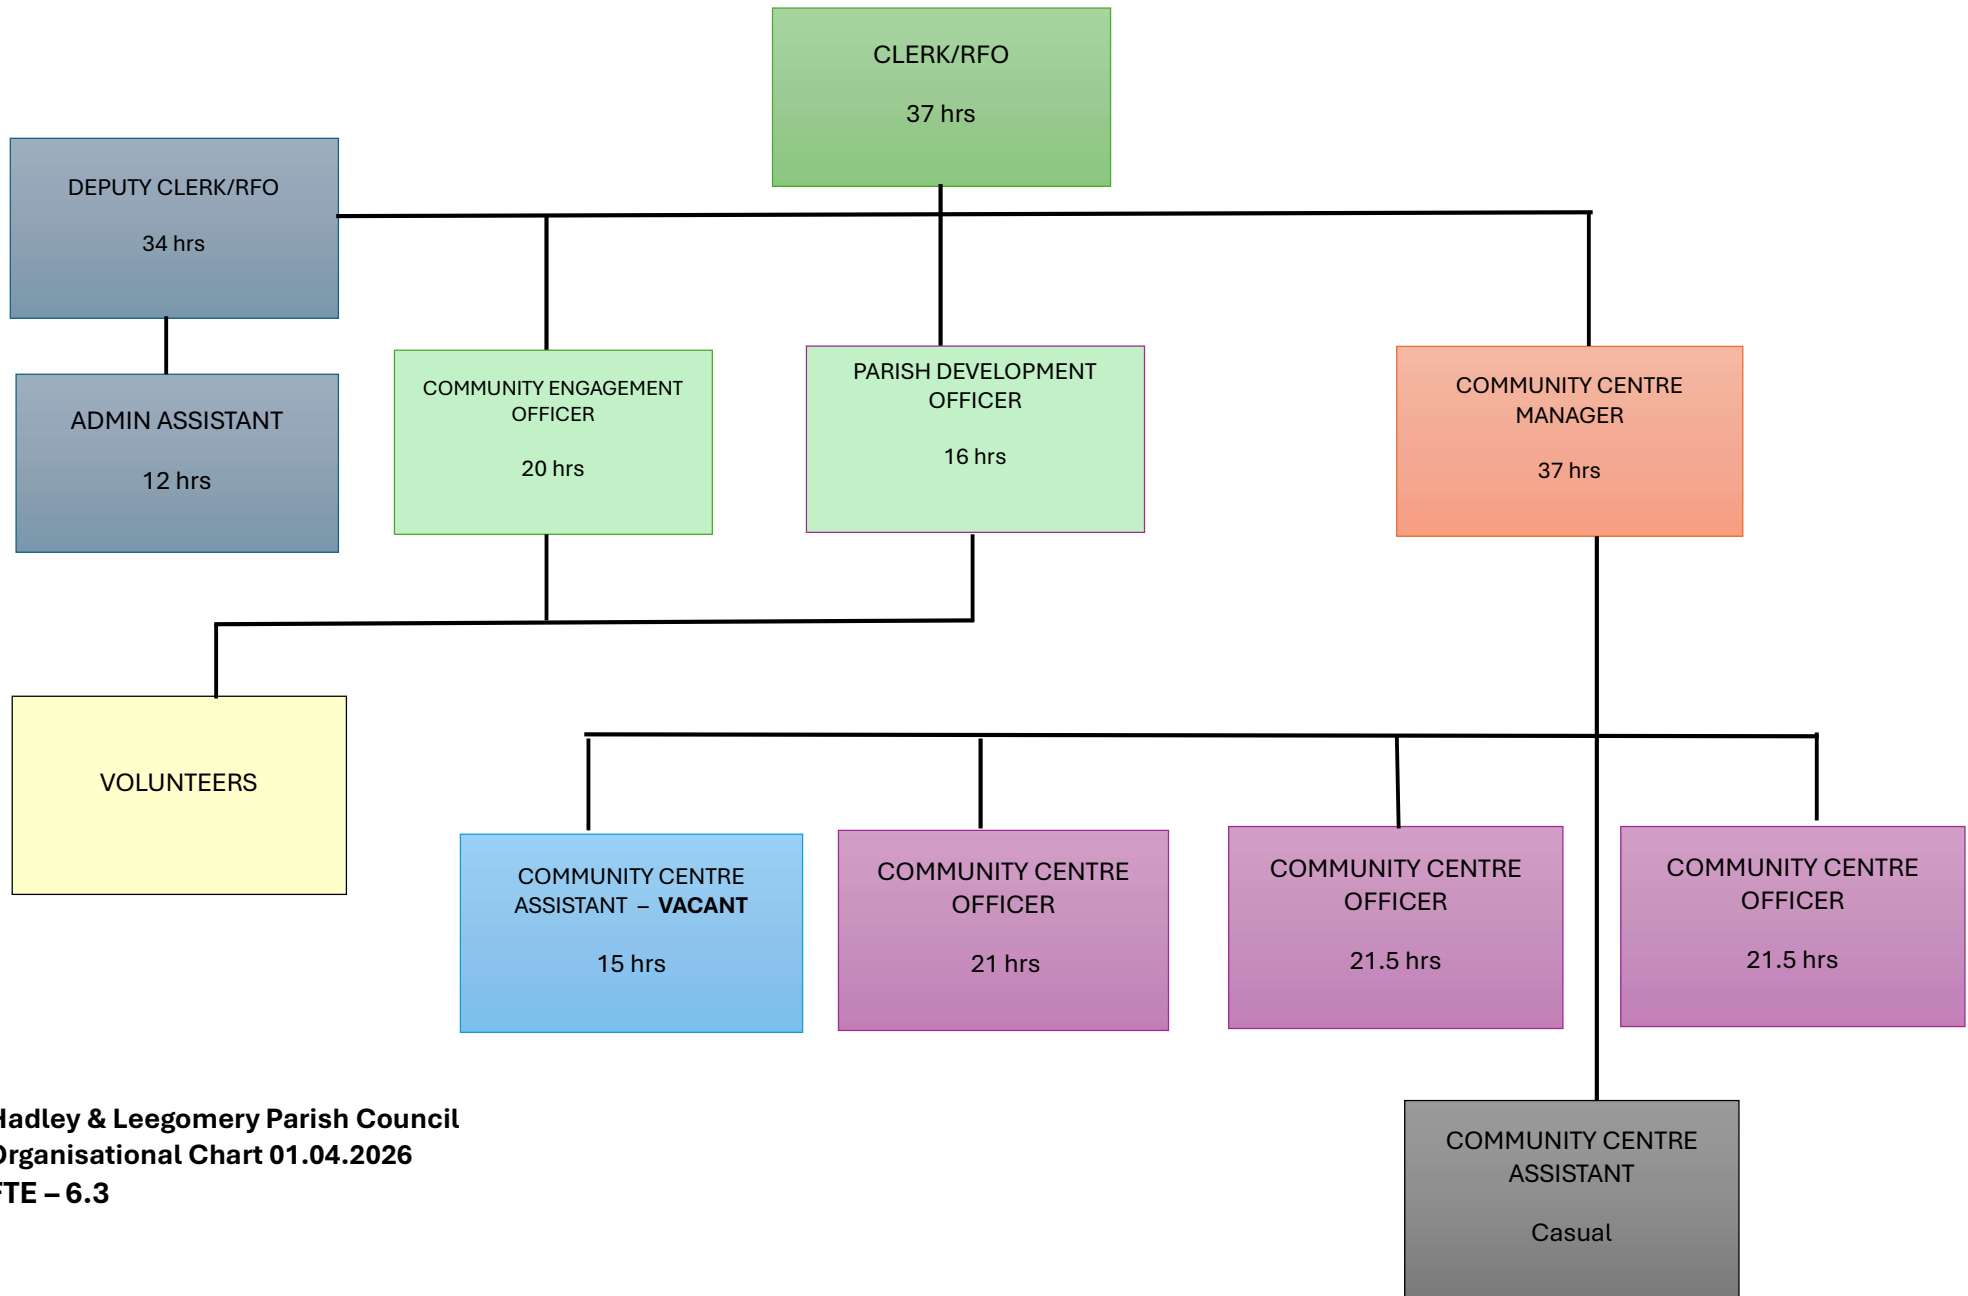 CLERK/RFO
37 hrs
DEPUTY CLERK/RFO
34 hrs
ADMIN ASSISTANT
12 hrs
COMMUNITY ENGAGEMENT
OFFICER
20 hrs
PARISH DEVELOPMENT
OFFICER
16 hrs
COMMUNITY CENTRE
MANAGER
37 hrs
VOLUNTEERS
COMMUNITY CENTRE
ASSISTANT – VACANT
15 hrs
COMMUNITY CENTRE
OFFICER
21 hrs
COMMUNITY CENTRE
OFFICER
21.5 hrs
COMMUNITY CENTRE
OFFICER
21.5 hrs
COMMUNITY CENTRE
ASSISTANT
Casual
Hadley & Leegomery Parish Council
Organisational Chart 01.04.2026
FTE – 6.3